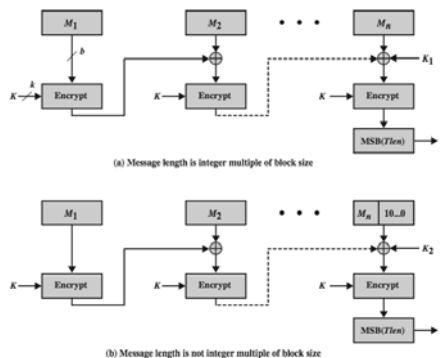 M1 M2 • • • Mn
b
K1
k
K Encrypt K Encrypt K Encrypt
MSB(Tlen)
(a) Message length is integer multiple of block size
M1 M2 • • • Mn 10...0
K2
K Encrypt K Encrypt K Encrypt
MSB(Tlen)
(b) Message length is not integer multiple of block size